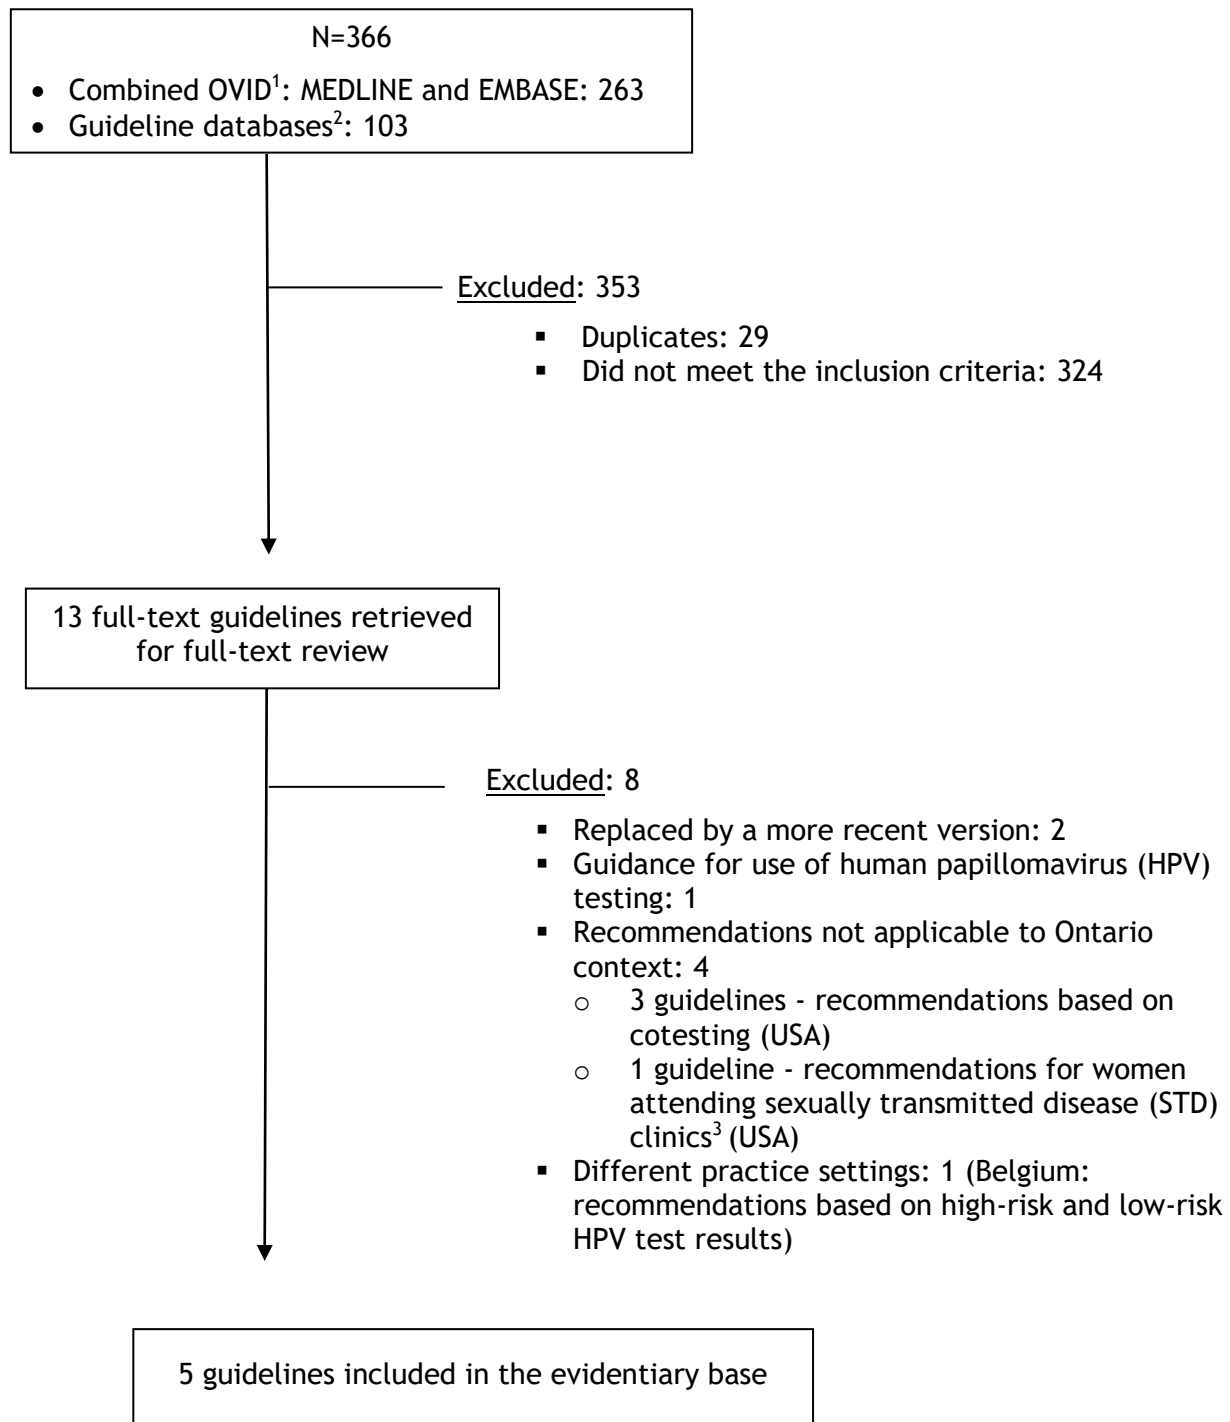 N=366
• Combined OVID¹: MEDLINE and EMBASE: 263
• Guideline databases²: 103
Excluded: 353
▪ Duplicates: 29
▪ Did not meet the inclusion criteria: 324
13 full-text guidelines retrieved
for full-text review
Excluded: 8
▪ Replaced by a more recent version: 2
▪ Guidance for use of human papillomavirus (HPV)
testing: 1
▪ Recommendations not applicable to Ontario
context: 4
o 3 guidelines - recommendations based on
cotesting (USA)
o 1 guideline - recommendations for women
attending sexually transmitted disease (STD)
clinics³ (USA)
▪ Different practice settings: 1 (Belgium:
recommendations based on high-risk and low-risk
HPV test results)
5 guidelines included in the evidentiary base